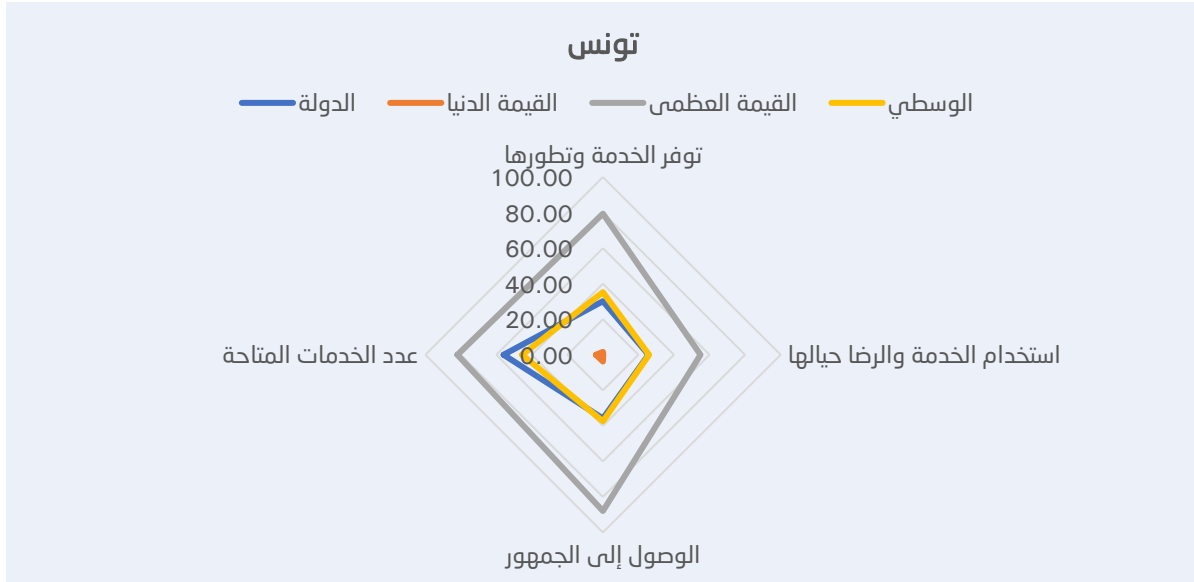 تونس
الدولة القيمة الدنيا القيمة العظمى الوسطي
توفر الخدمة وتطورها
100.00
80.00
60.00
40.00
20.00
0.00
استخدام الخدمة والرضا حيالها
عدد الخدمات المتاحة
الوصول إلى الجمهور